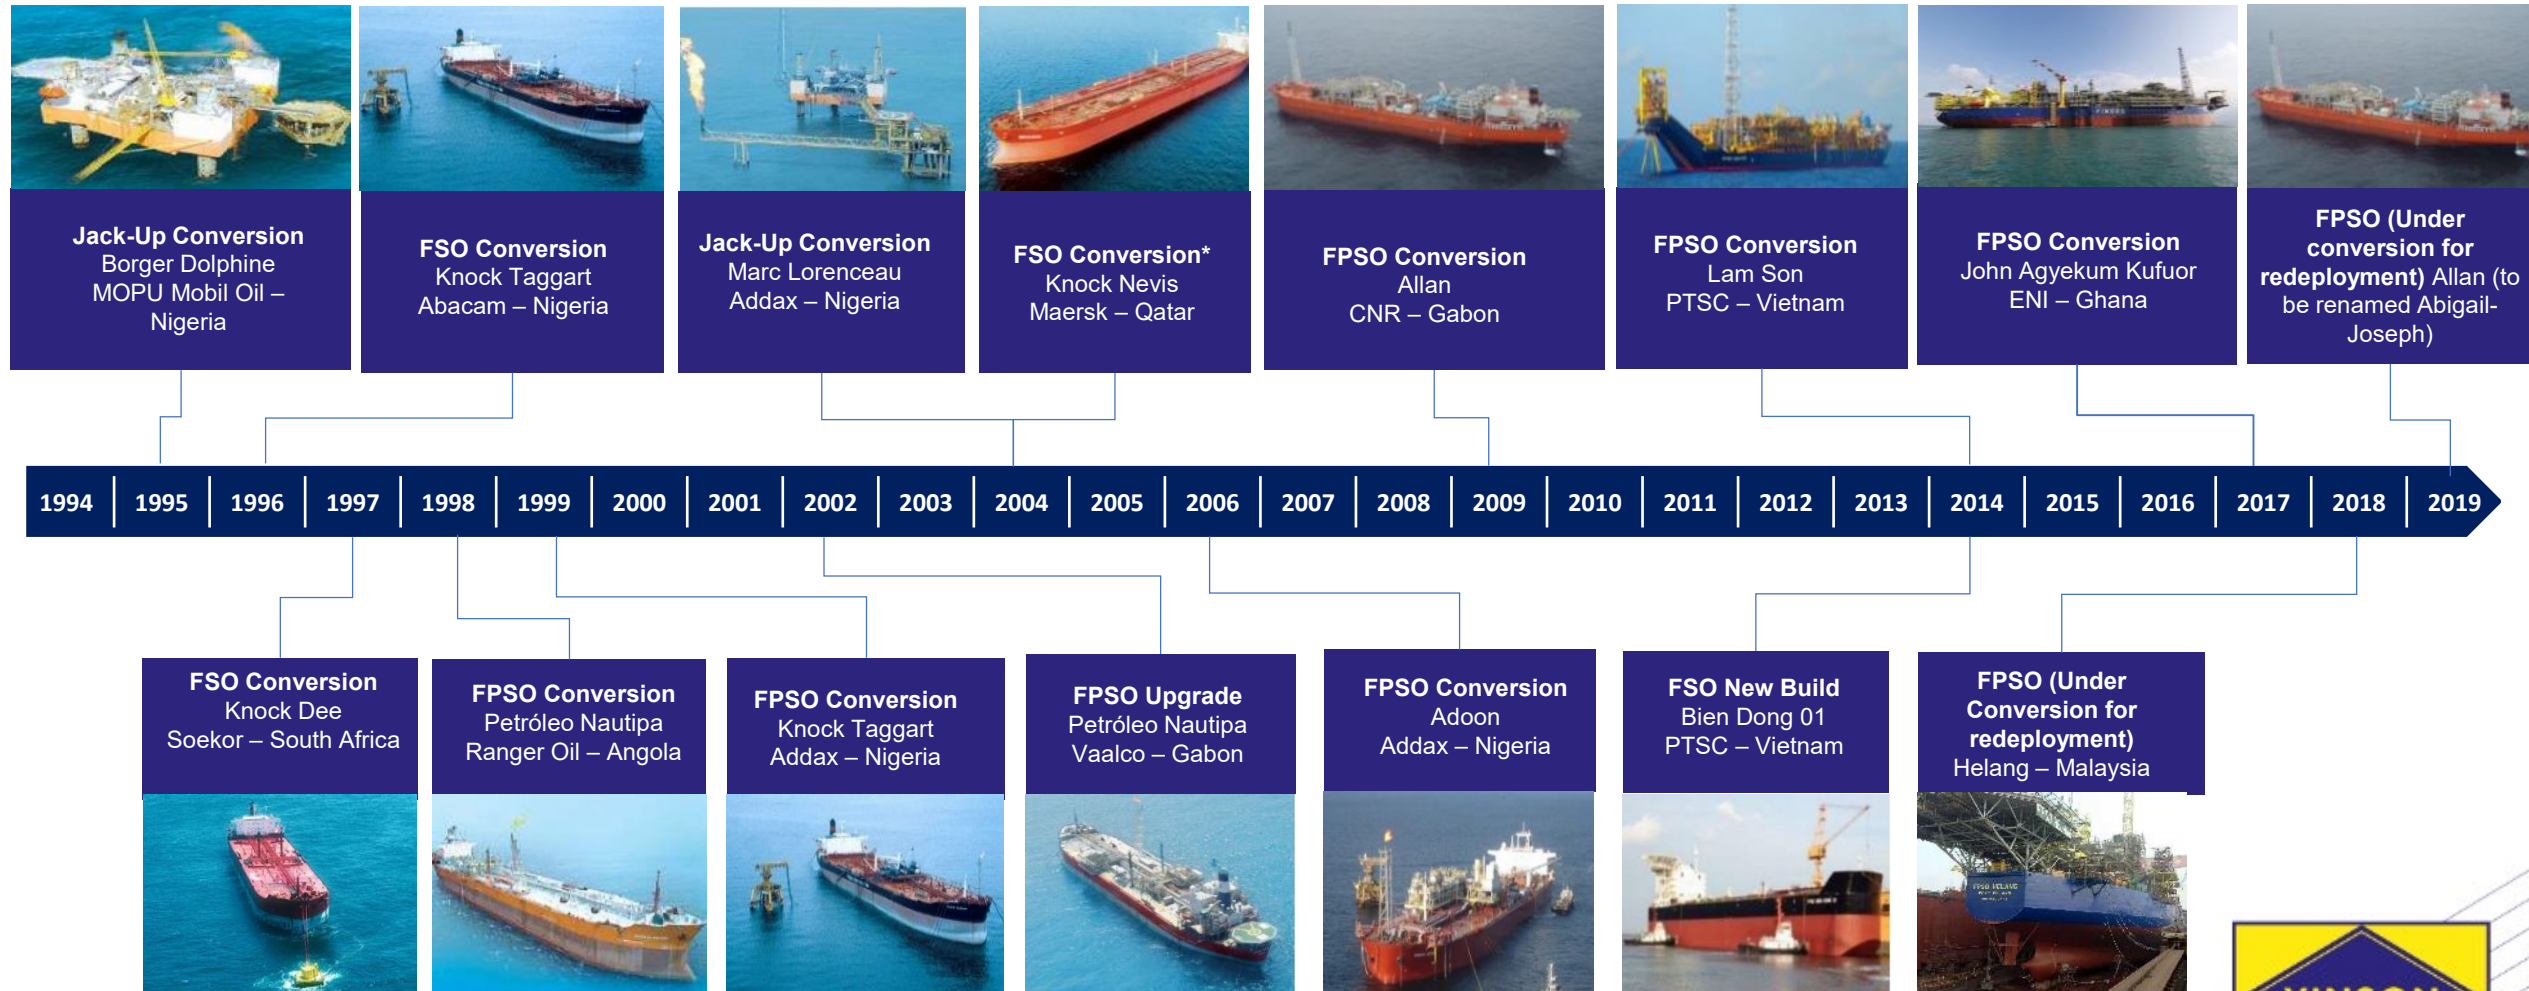 Jack-Up Conversion
Borger Dolphine
MOPU Mobil Oil –
Nigeria
FSO Conversion
Knock Taggart
Abacam – Nigeria
Jack-Up Conversion
Marc Lorenceau
Addax – Nigeria
FSO Conversion*
Knock Nevis
Maersk – Qatar
FPSO Conversion
Allan
CNR – Gabon
FPSO Conversion
Lam Son
PTSC – Vietnam
FPSO Conversion
John Agyekum Kufuor
ENI – Ghana
FPSO (Under
conversion for
redeployment) Allan (to
be renamed Abigail-
Joseph)
1994 1995 1996 1997 1998 1999 2000 2001 2002 2003 2004 2005 2006 2007 2008 2009 2010 2011 2012 2013 2014 2015 2016 2017 2018 2019
FSO Conversion
Knock Dee
Soekor – South Africa
FPSO Conversion
Petróleo Nautipa
Ranger Oil – Angola
FPSO Conversion
Knock Taggart
Addax – Nigeria
FPSO Upgrade
Petróleo Nautipa
Vaalco – Gabon
FPSO Conversion
Adoon
Addax – Nigeria
FSO New Build
Bien Dong 01
PTSC – Vietnam
FPSO (Under
Conversion for
redeployment)
Helang – Malaysia
FPSO HELANG
YINSON